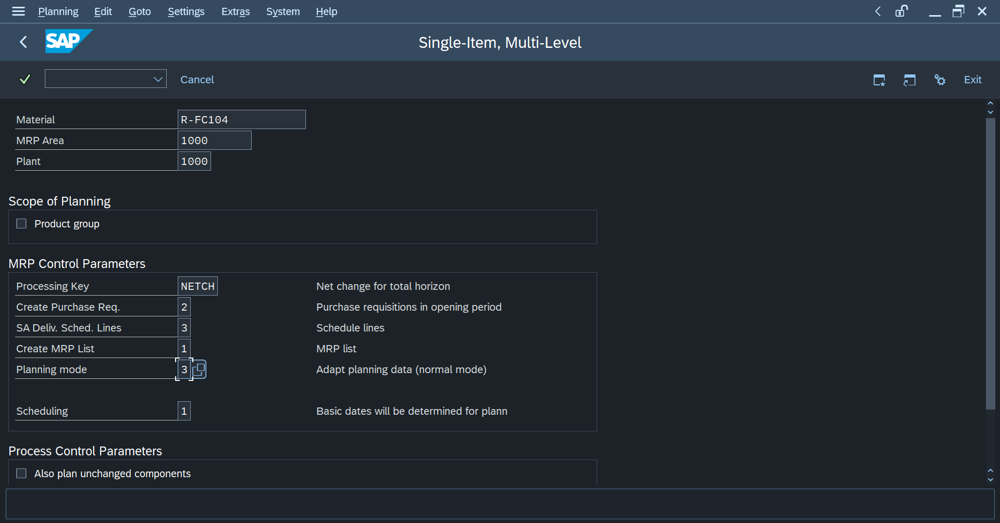 Planning Edit Goto Settings Extras System Help
SAP Single-Item, Multi-Level
Cancel Exit
Material R-FC104
MRP Area 1000
Plant 1000
Scope of Planning
Product group
MRP Control Parameters
Processing Key NETCH Net change for total horizon
Create Purchase Req. 2 Purchase requisitions in opening period
SA Deliv. Sched. Lines 3 Schedule lines
Create MRP List 1 MRP list
Planning mode 3 Adapt planning data (normal mode)
Scheduling 1 Basic dates will be determined for plann
Process Control Parameters
Also plan unchanged components